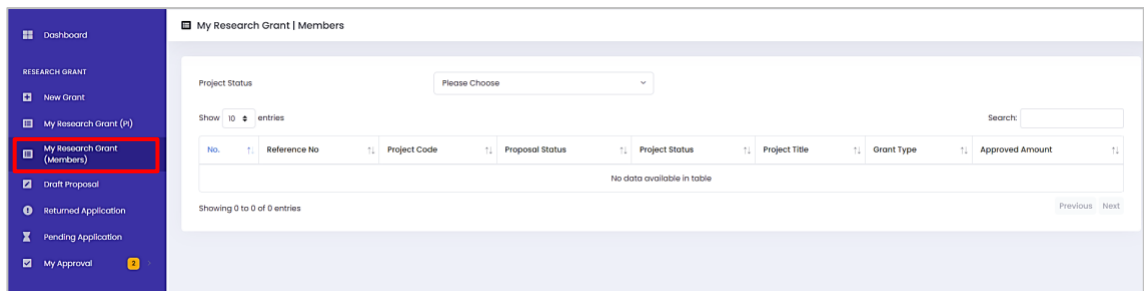 Dashboard
RESEARCH GRANT
New Grant
My Research Grant (PI)
My Research Grant
(Members)
Draft Proposal
Returned Application
Pending Application
My Approval 2
My Research Grant | Members
Project Status Please Choose
Show 10 entries Search:
No. Reference No Project Code Proposal Status Project Status Project Title Grant Type Approved Amount
No data available in table
Showing 0 to 0 of 0 entries Previous Next